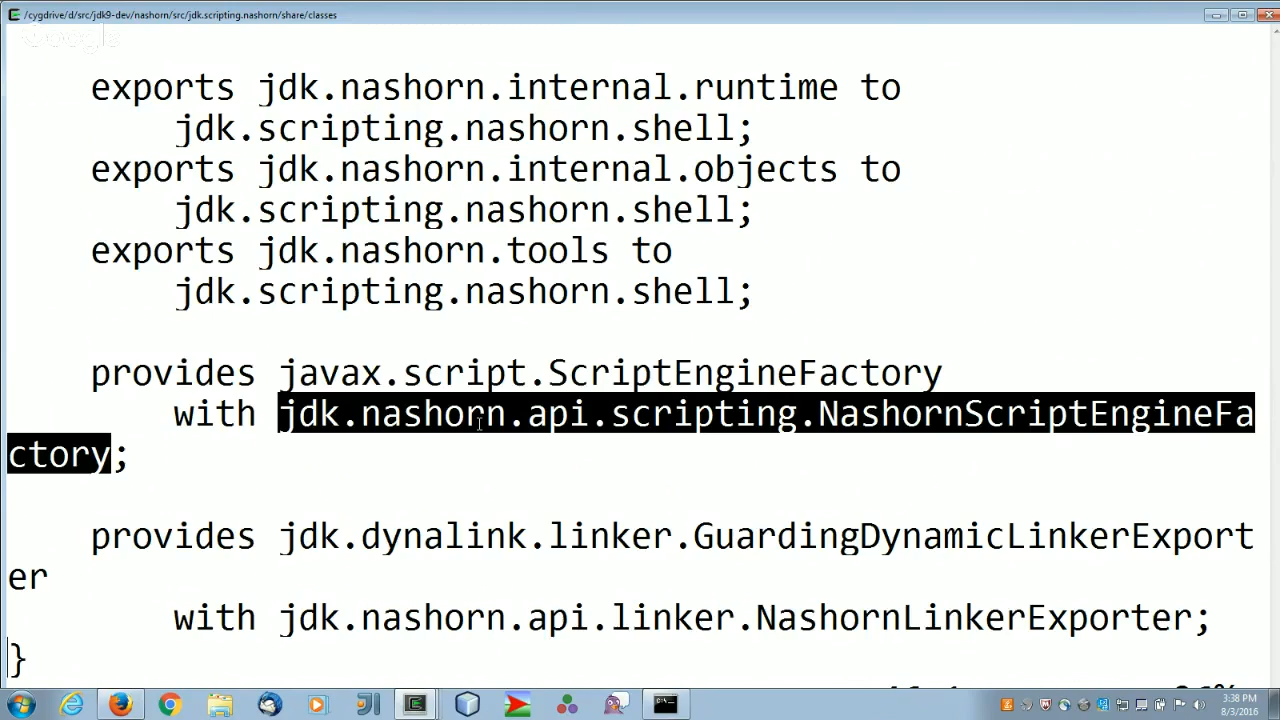 /cygdrive/d/src/jdk9-dev/nashorn/src/jdk.scripting.nashorn/share/classes
Google
exports jdk.nashorn.internal.runtime to
jdk.scripting.nashorn.shell;
exports jdk.nashorn.internal.objects to
jdk.scripting.nashorn.shell;
exports jdk.nashorn.tools to
jdk.scripting.nashorn.shell;
provides javax.script.ScriptEngineFactory
with jdk.nashorn.api.scripting.NashornScriptEngineFa
ctory;
provides jdk.dynalink.linker.GuardingDynamicLinkerExport
er
with jdk.nashorn.api.linker.NashornLinkerExporter;
}
3:38 PM
8/3/2016